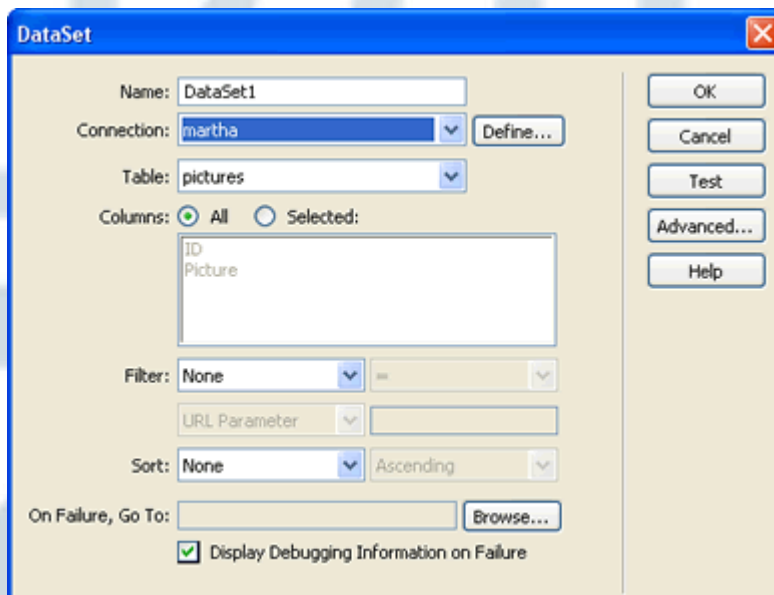 DataSet
Name: DataSet1
OK
Connection: martha
Define...
Cancel
Table: pictures
Test
Columns: All Selected:
Advanced...
ID
Picture
Help
Filter: None =
URL Parameter
Sort: None Ascending
On Failure, Go To: Browse...
Display Debugging Information on Failure